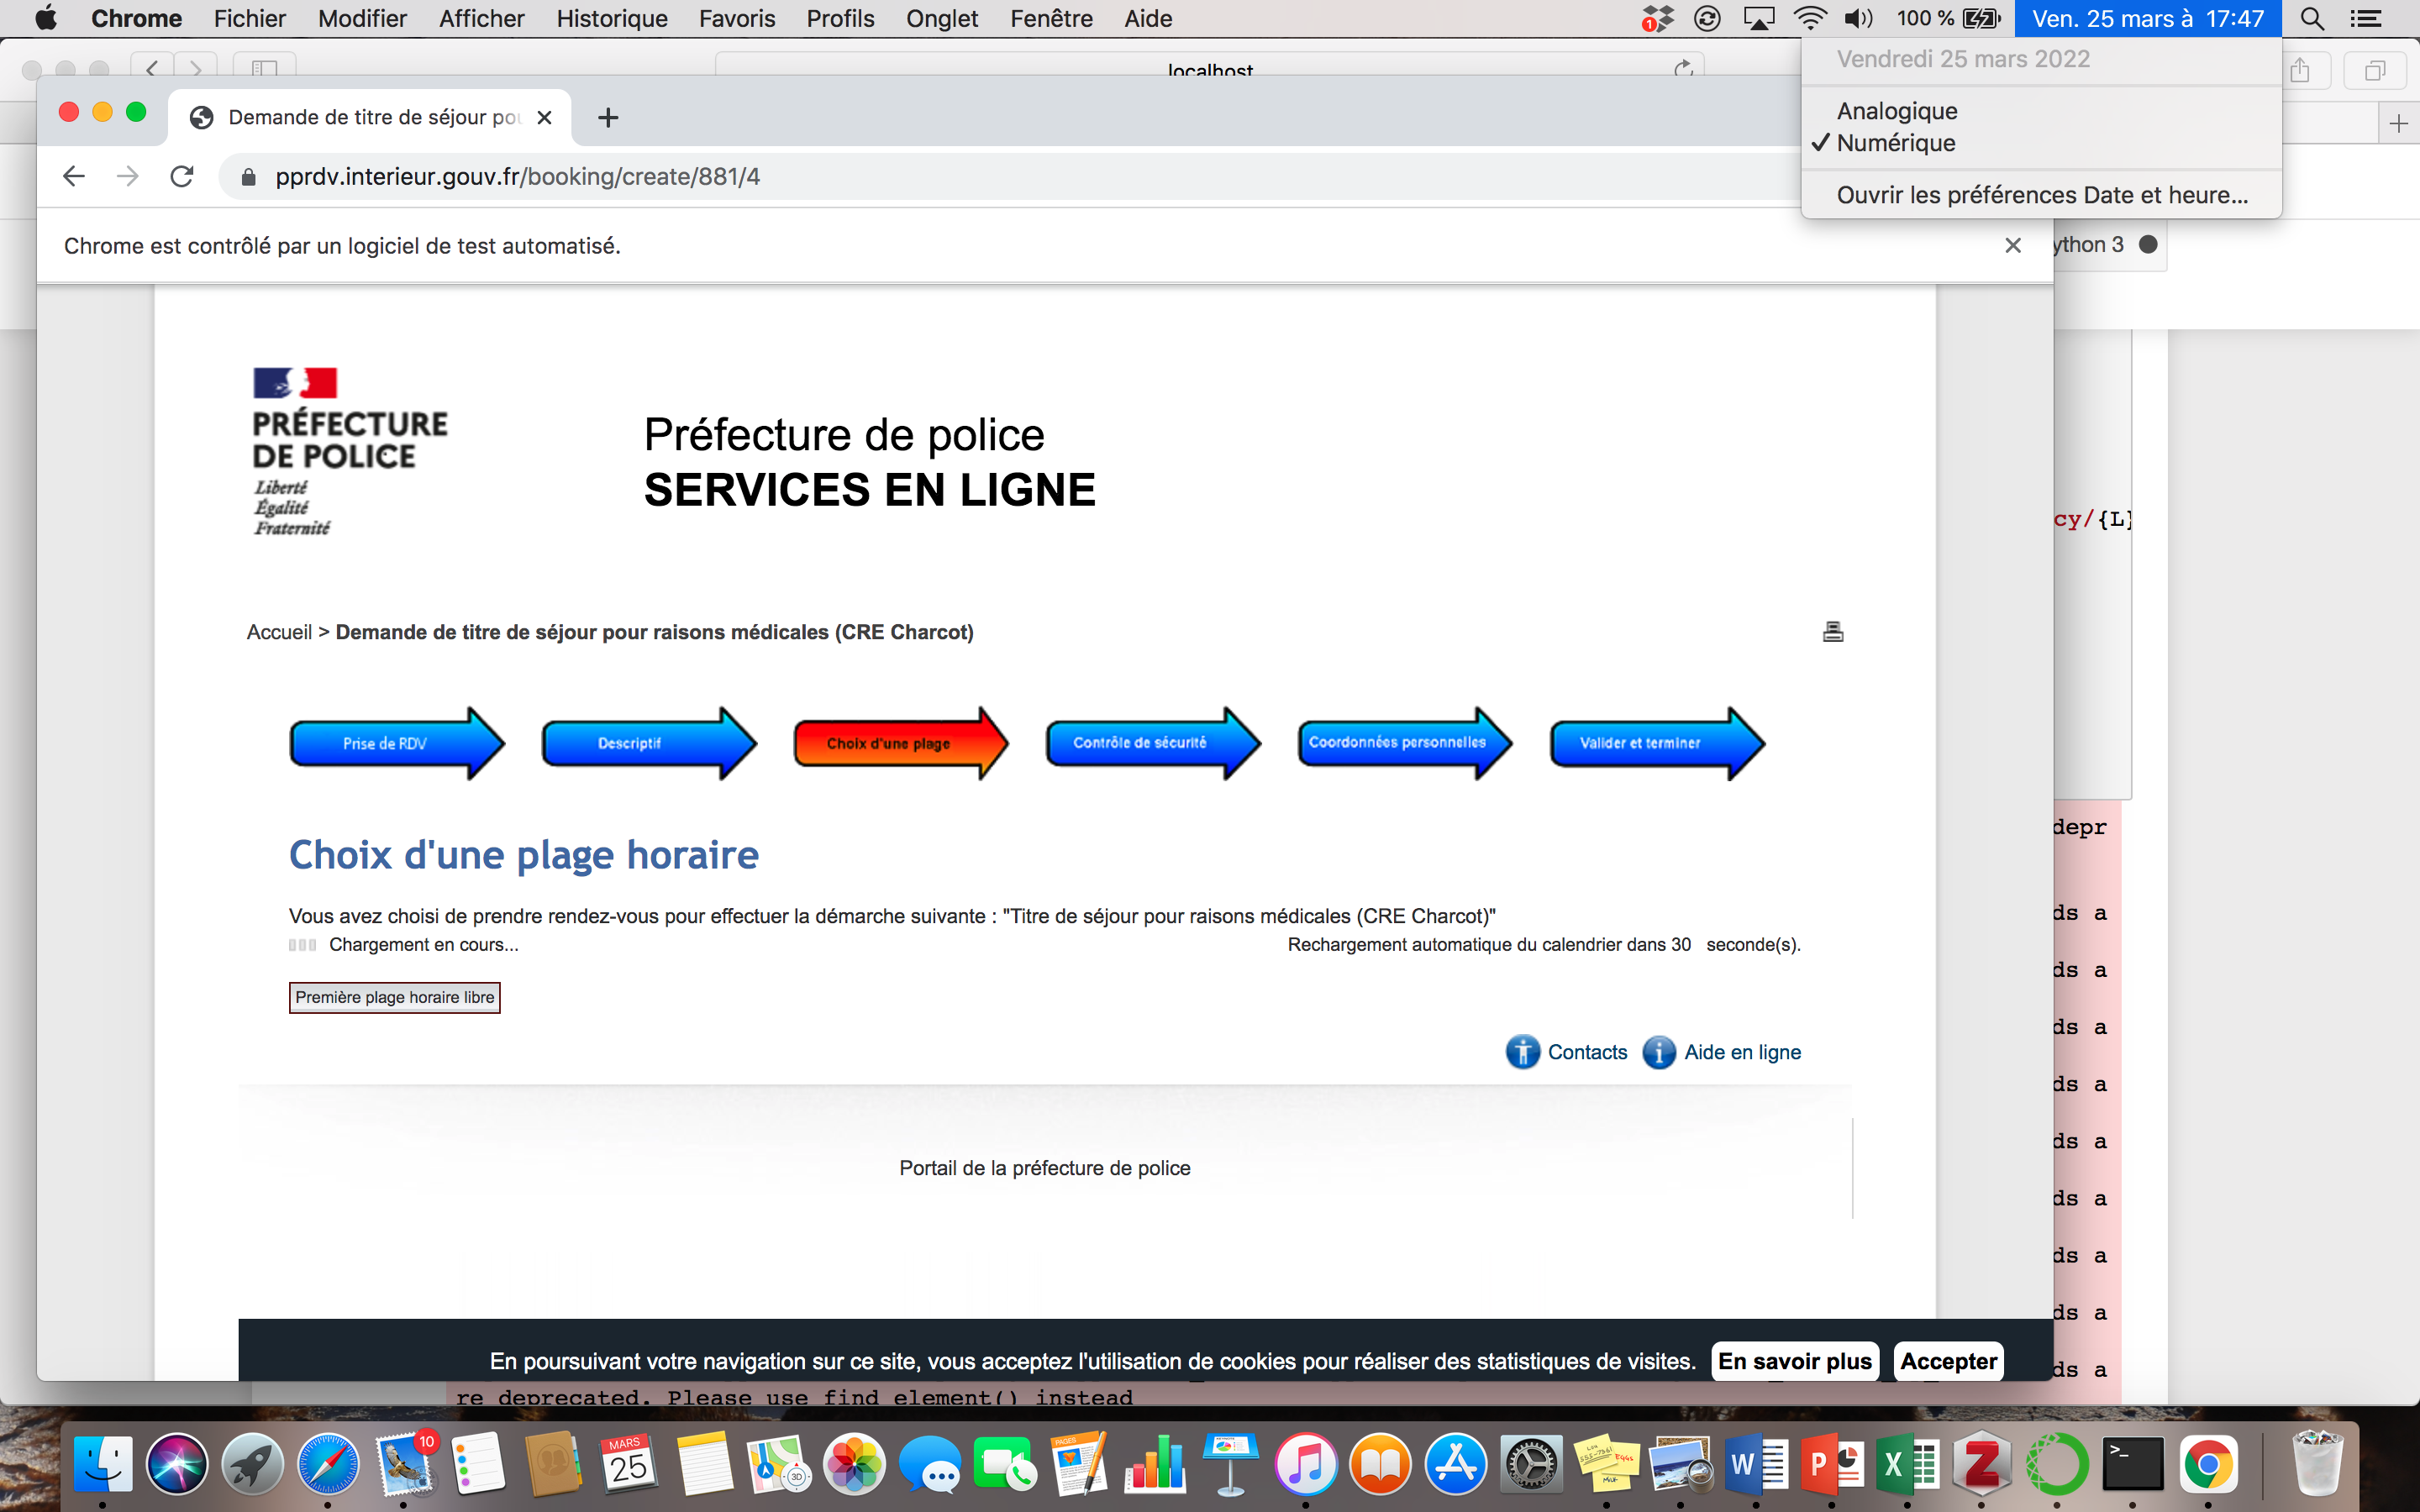 Chrome Fichier Modifier Afficher Historique Favoris Profils Onglet Fenêtre Aide 1 100 % Ven. 25 mars à 17:47
Vendredi 25 mars 2022
Analogique
✓ Numérique
Ouvrir les préférences Date et heure...
localhost
Demande de titre de séjour
pprdv.interieur.gouv.fr/booking/create/881/4
Chrome est contrôlé par un logiciel de test automatisé.
ython 3
PRÉFECTURE
DE POLICE
Liberté
Égalité
Fraternité
Préfecture de police
SERVICES EN LIGNE
cy/{L}
Accueil > Demande de titre de séjour pour raisons médicales (CRE Charcot)
Prise de RDV
Descriptif
Choix d'une plage
Contrôle de sécurité
Coordonnées personnelles
Valider et terminer
depr
Choix d'une plage horaire
Vous avez choisi de prendre rendez-vous pour effectuer la démarche suivante : "Titre de séjour pour raisons médicales (CRE Charcot)"
ds a
Chargement en cours... Rechargement automatique du calendrier dans 30 seconde(s).
ds a
Première plage horaire libre
ds a
Contacts Aide en ligne
ds a
ds a
Portail de la préfecture de police
ds a
ds a
ds a
En poursuivant votre navigation sur ce site, vous acceptez l'utilisation de cookies pour réaliser des statistiques de visites. En savoir plus Accepter
ds a
re deprecated. Please use find_element() instead
10
MARS
25
PAGES
3D
W
P
X
Z
>_